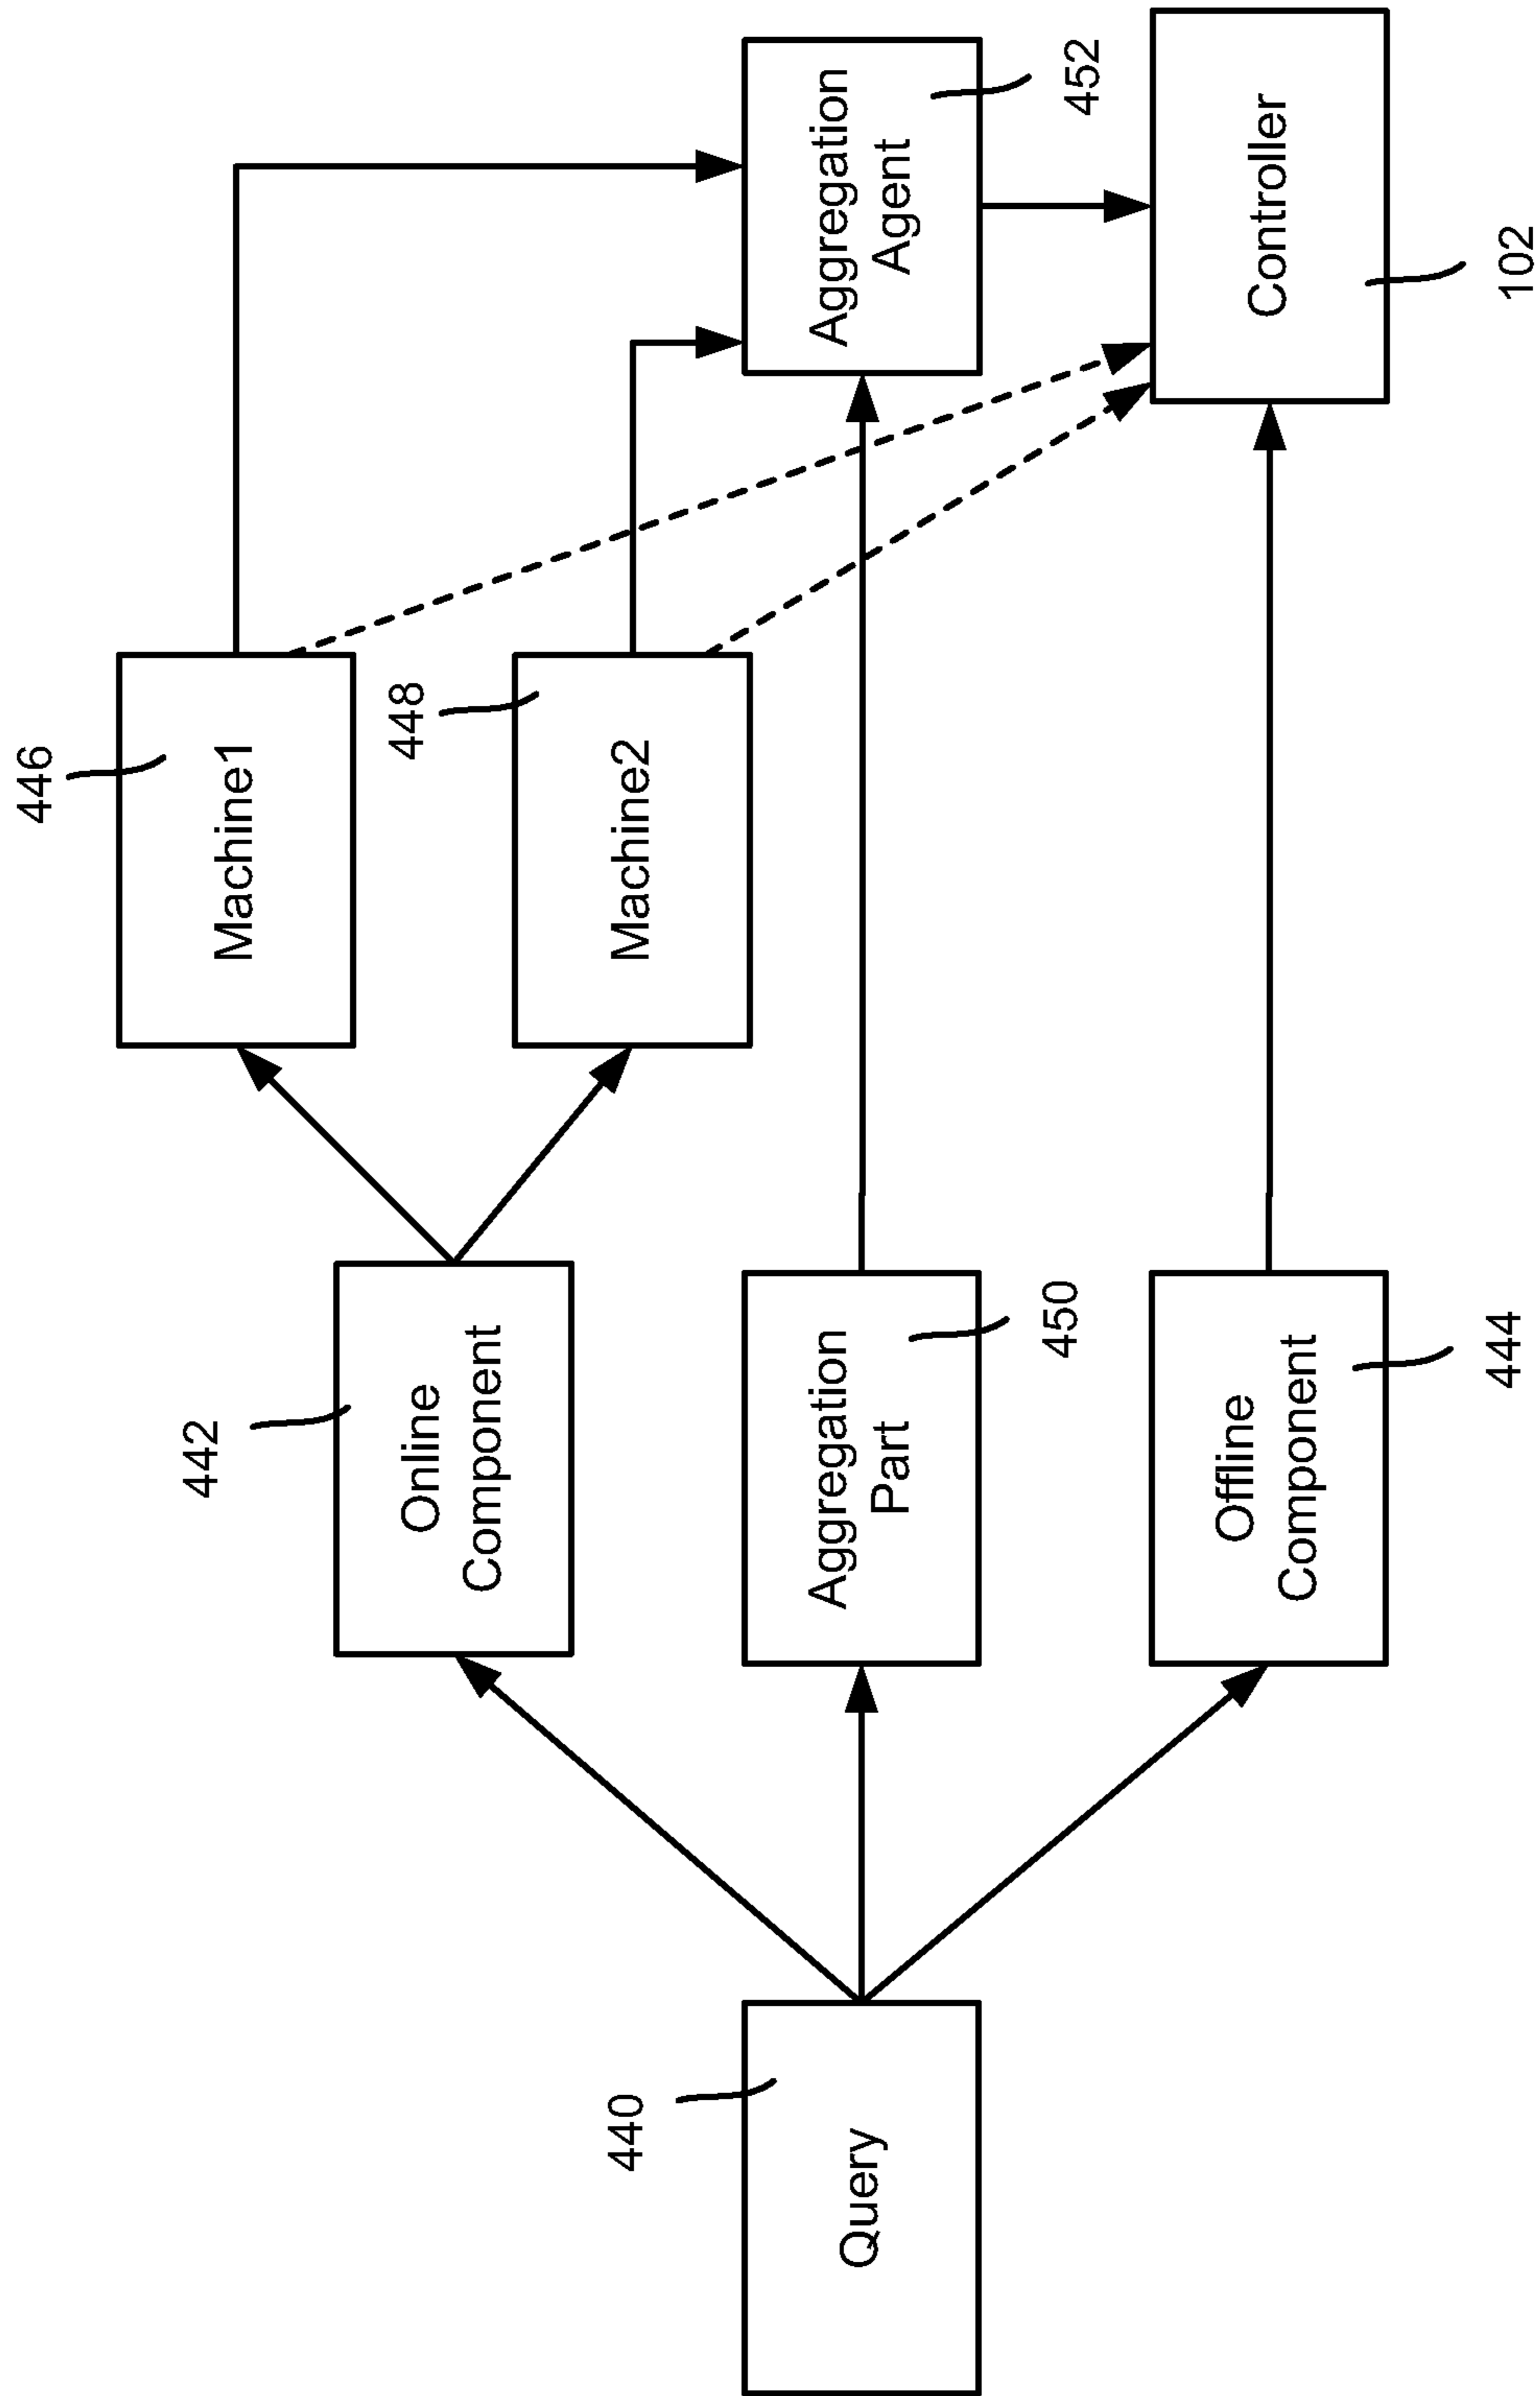 446
Machine1
448
Machine2
442
Online
Component
Aggregation
Agent
452
440
Query
Aggregation
Part
450
Offline
Component
444
Controller
102